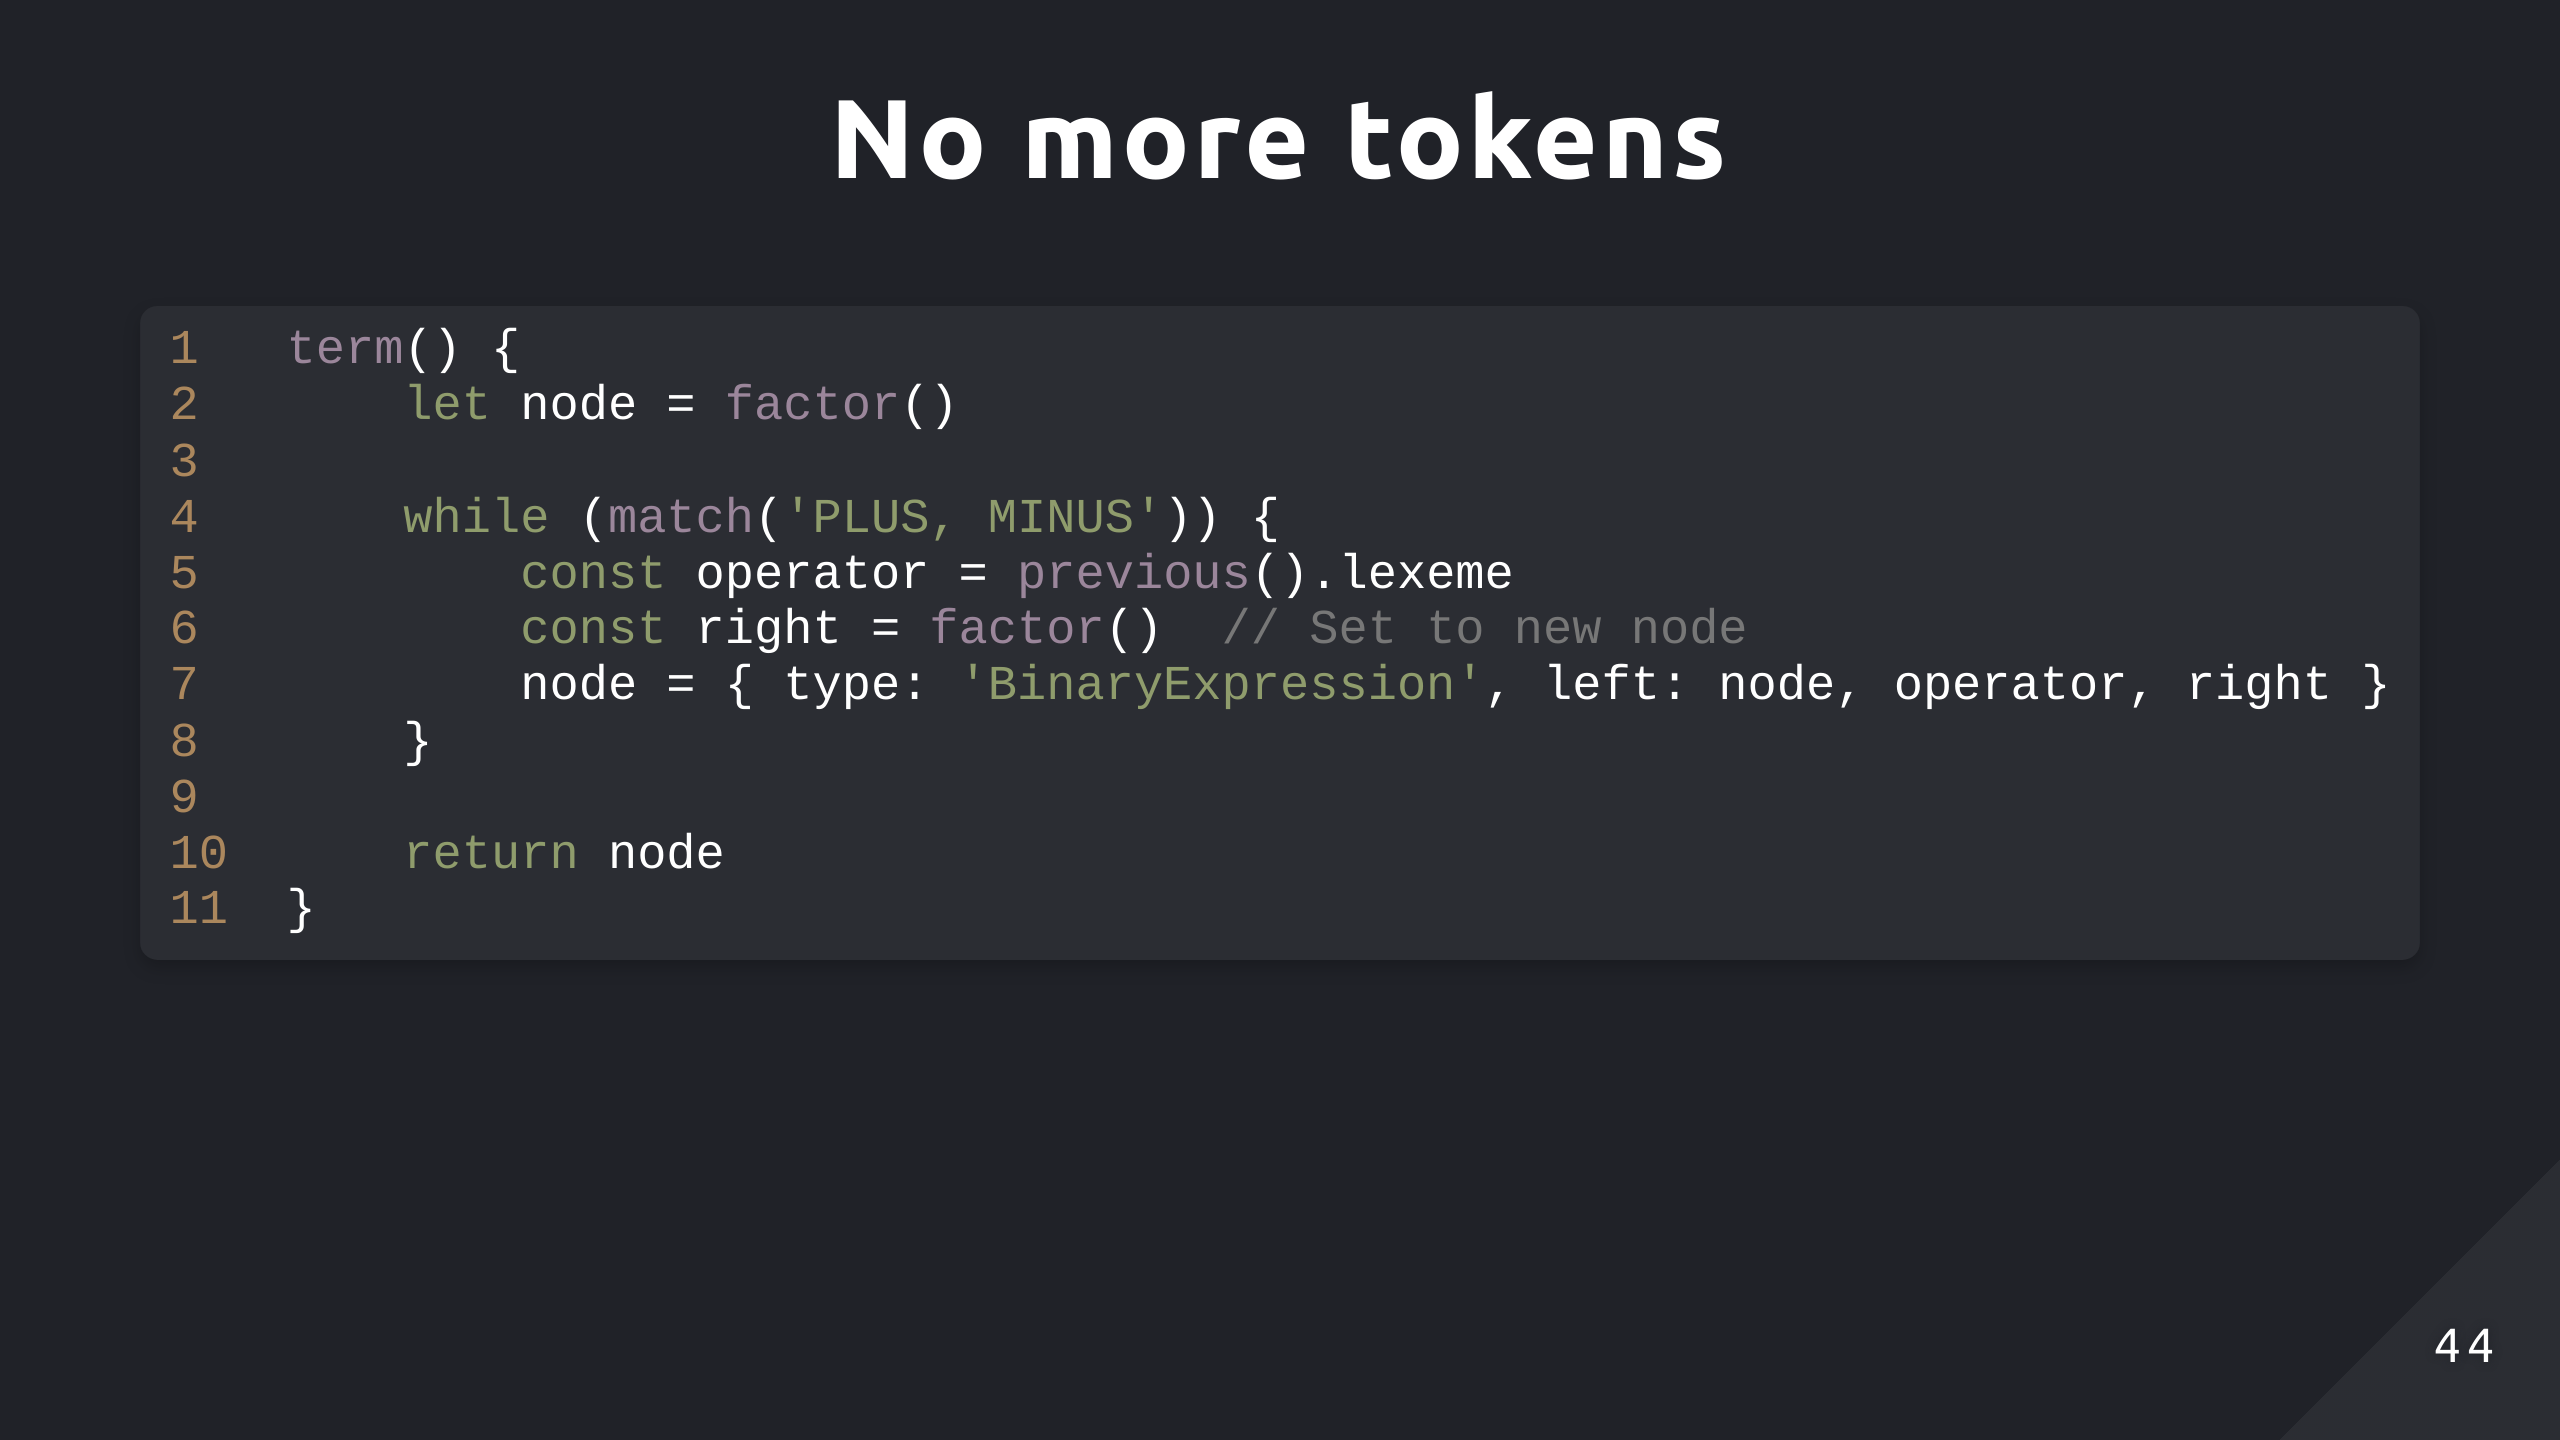 No more tokens
1 term() {
2     let node = factor()
3
4     while (match('PLUS, MINUS')) {
5         const operator = previous().lexeme
6         const right = factor()  // Set to new node
7         node = { type: 'BinaryExpression', left: node, operator, right }
8     }
9
10     return node
11 }
44